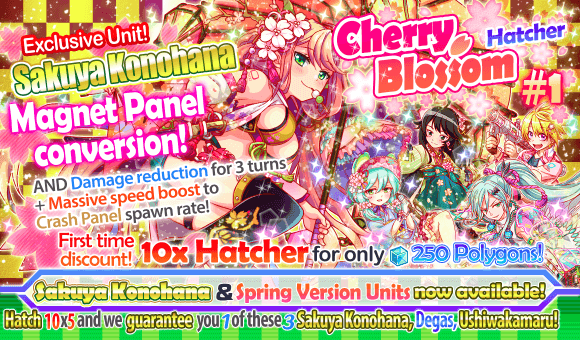 Exclusive Unit!
Sakuya Konohana
Magnet Panel
conversion!
AND Damage reduction for 3 turns
+ Massive speed boost to
Crash Panel spawn rate!
Cherry
Blossom
Hatcher
#1
First time
discount!
10x Hatcher for only 250 Polygons!
Sakuya Konohana & Spring Version Units now available!
Hatch 10x5 and we guarantee you 1 of these 3 Sakuya Konohana, Degas, Ushiwakamaru!